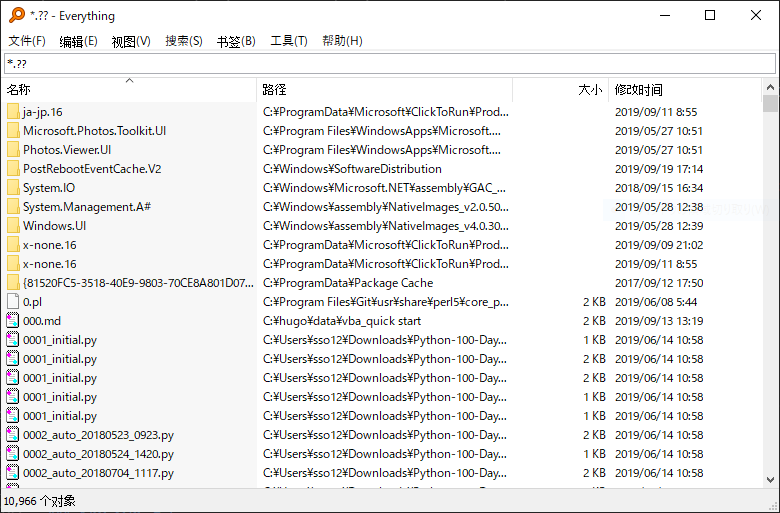 *.?? - Everything
文件(F) 编辑(E) 视图(V) 搜索(S) 书签(B) 工具(T) 帮助(H)
*.??
名称 路径 大小 修改时间
ja-jp.16 C:¥ProgramData¥Microsoft¥ClickToRun¥Prod... 2019/09/11 8:55
Microsoft.Photos.Toolkit.UI C:¥Program Files¥WindowsApps¥Microsoft.... 2019/05/27 10:51
Photos.Viewer.UI C:¥Program Files¥WindowsApps¥Microsoft.... 2019/05/27 10:51
PostRebootEventCache.V2 C:¥Windows¥SoftwareDistribution 2019/09/19 17:14
System.IO C:¥Windows¥Microsoft.NET¥assembly¥GAC_... 2018/09/15 16:34
System.Management.A# C:¥Windows¥assembly¥NativeImages_v2.0.50... 2019/05/28 12:38
Windows.UI C:¥Windows¥assembly¥NativeImages_v4.0.30... 2019/05/28 12:39
x-none.16 C:¥ProgramData¥Microsoft¥ClickToRun¥Prod... 2019/09/09 21:02
x-none.16 C:¥ProgramData¥Microsoft¥ClickToRun¥Prod... 2019/09/11 8:55
{81520FC5-3518-40E9-9803-70CE8A801D07... C:¥ProgramData¥Package Cache 2017/09/12 17:50
0.pl C:¥Program Files¥Git¥usr¥share¥perl5¥core_p... 2 KB 2019/06/08 5:44
000.md C:¥hugo¥data¥vba_quick start 2 KB 2019/09/13 13:19
0001_initial.py C:¥Users¥sso12¥Downloads¥Python-100-Day... 1 KB 2019/06/14 10:58
0001_initial.py C:¥Users¥sso12¥Downloads¥Python-100-Day... 2 KB 2019/06/14 10:58
0001_initial.py C:¥Users¥sso12¥Downloads¥Python-100-Day... 2 KB 2019/06/14 10:58
0001_initial.py C:¥Users¥sso12¥Downloads¥Python-100-Day... 1 KB 2019/06/14 10:58
0001_initial.py C:¥Users¥sso12¥Downloads¥Python-100-Day... 2 KB 2019/06/14 10:58
0002_auto_20180523_0923.py C:¥Users¥sso12¥Downloads¥Python-100-Day... 2 KB 2019/06/14 10:58
0002_auto_20180524_1420.py C:¥Users¥sso12¥Downloads¥Python-100-Day... 1 KB 2019/06/14 10:58
0002_auto_20180704_1117.py C:¥Users¥sso12¥Downloads¥Python-100-Day... 2 KB 2019/06/14 10:58
10,966 个对象